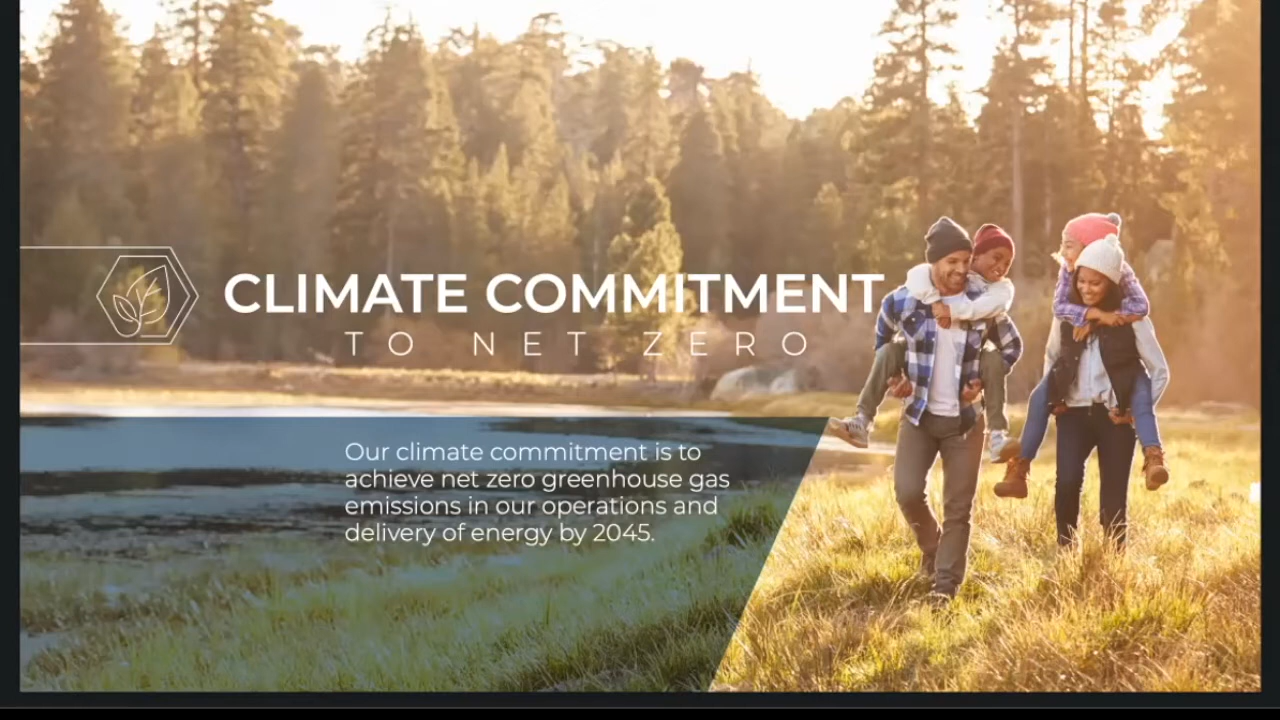 CLIMATE COMMITMENT
TO NET ZERO
Our climate commitment is to
achieve net zero greenhouse gas
emissions in our operations and
delivery of energy by 2045.